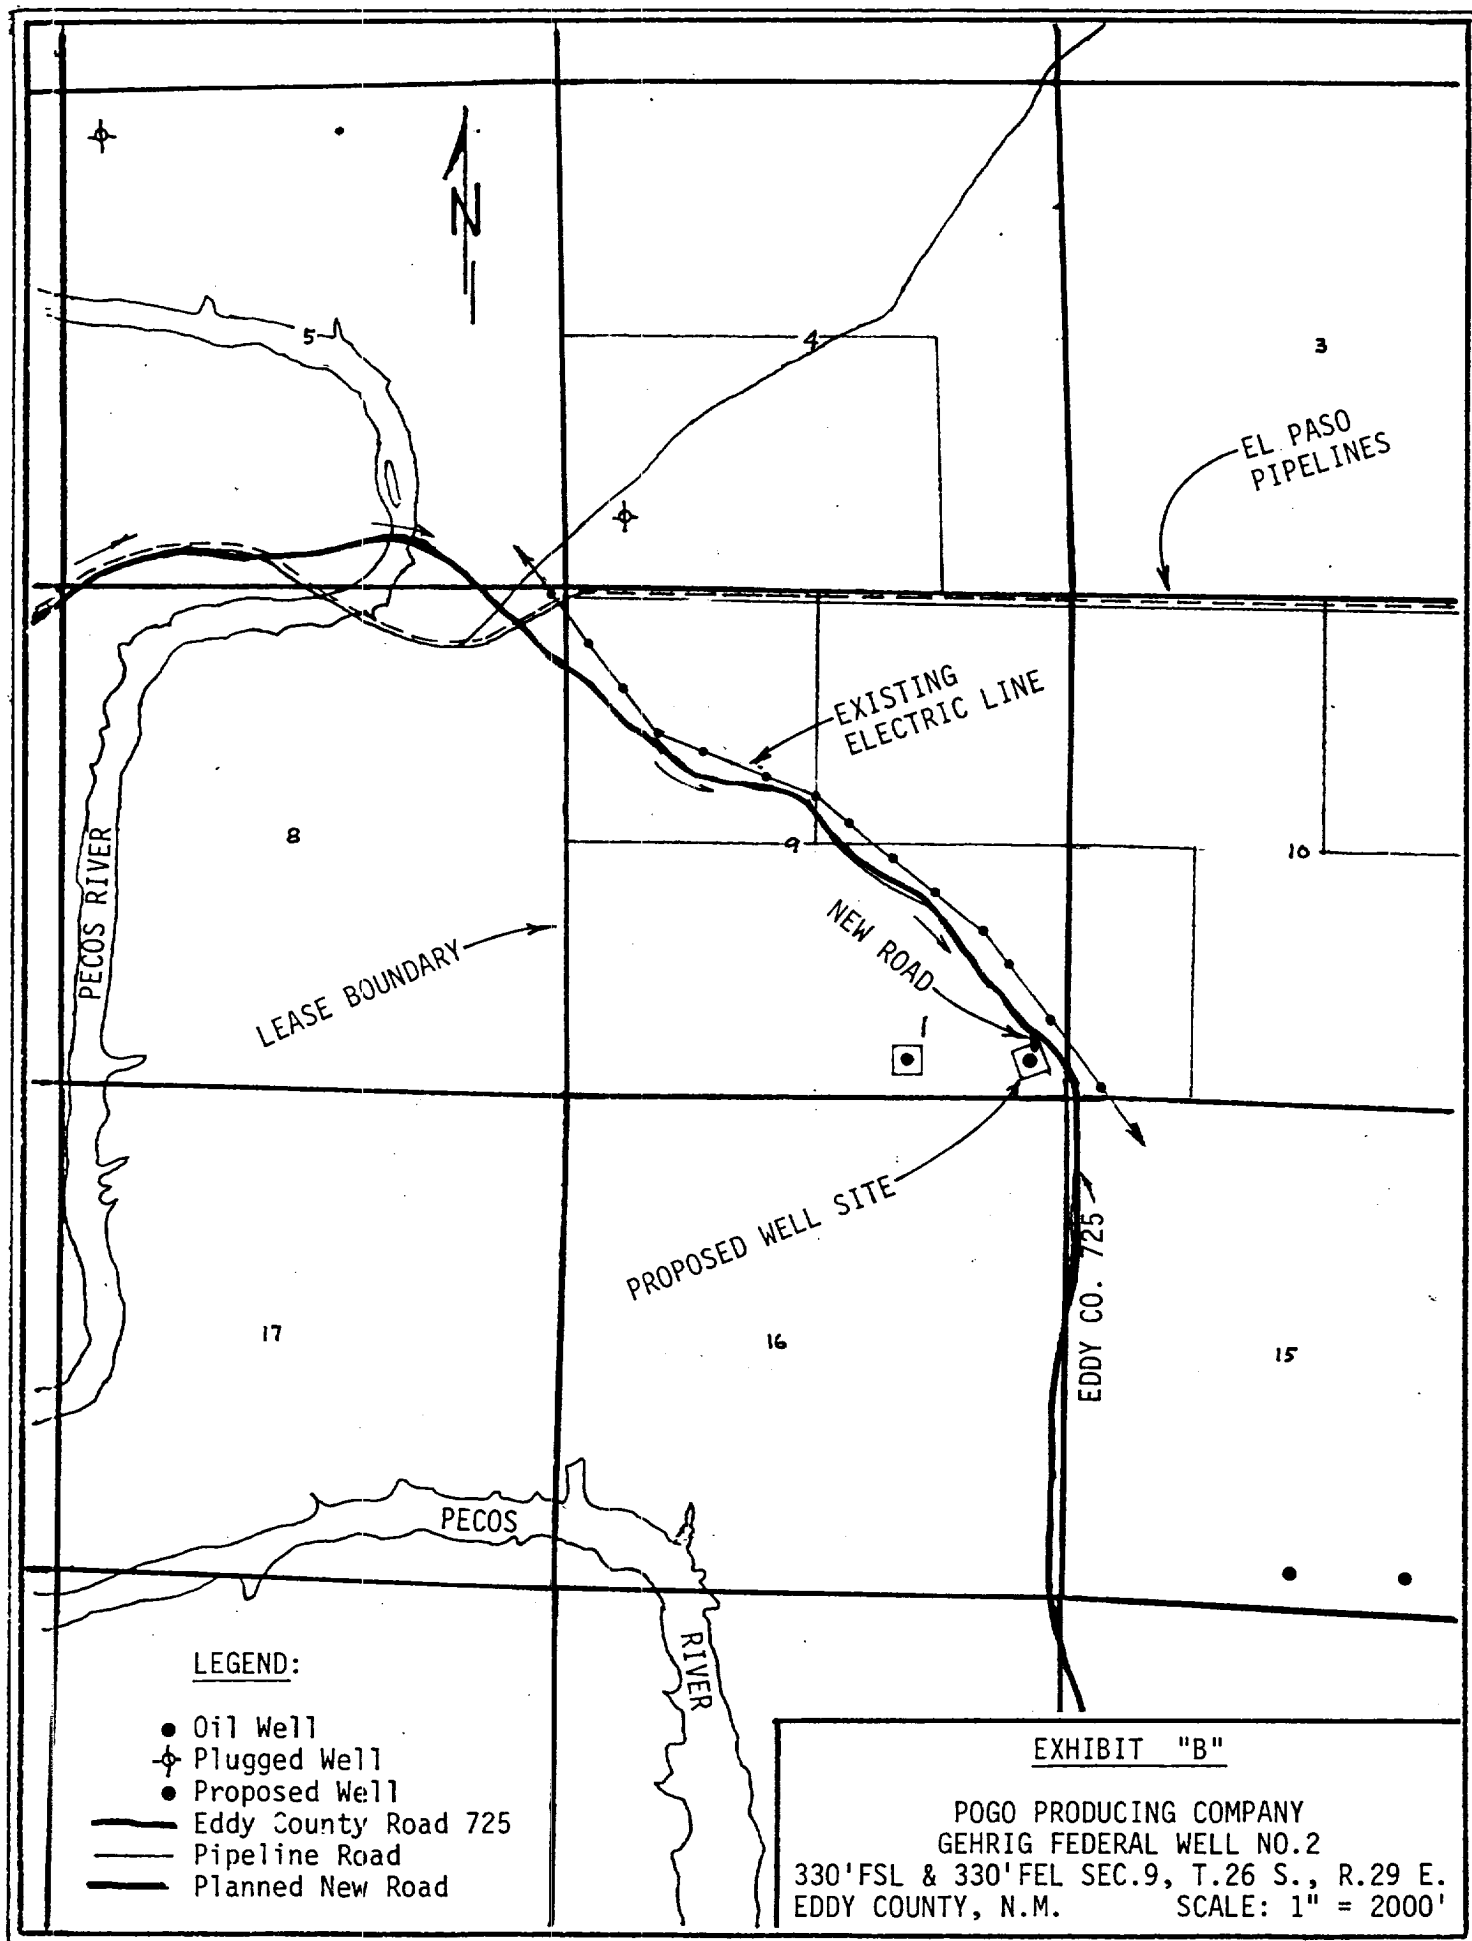 N
5
4
3
EL PASO
PIPELINES
EXISTING
ELECTRIC LINE
8
9
10
PECOS RIVER
NEW ROAD
LEASE BOUNDARY
1
PROPOSED WELL SITE
EDDY CO. 725
17
16
15
PECOS
RIVER
LEGEND:
Oil Well
Plugged Well
Proposed Well
Eddy County Road 725
Pipeline Road
Planned New Road
EXHIBIT "B"
POGO PRODUCING COMPANY
GEHRIG FEDERAL WELL NO.2
330'FSL & 330'FEL SEC.9, T.26 S., R.29 E.
EDDY COUNTY, N.M. SCALE: 1" = 2000'